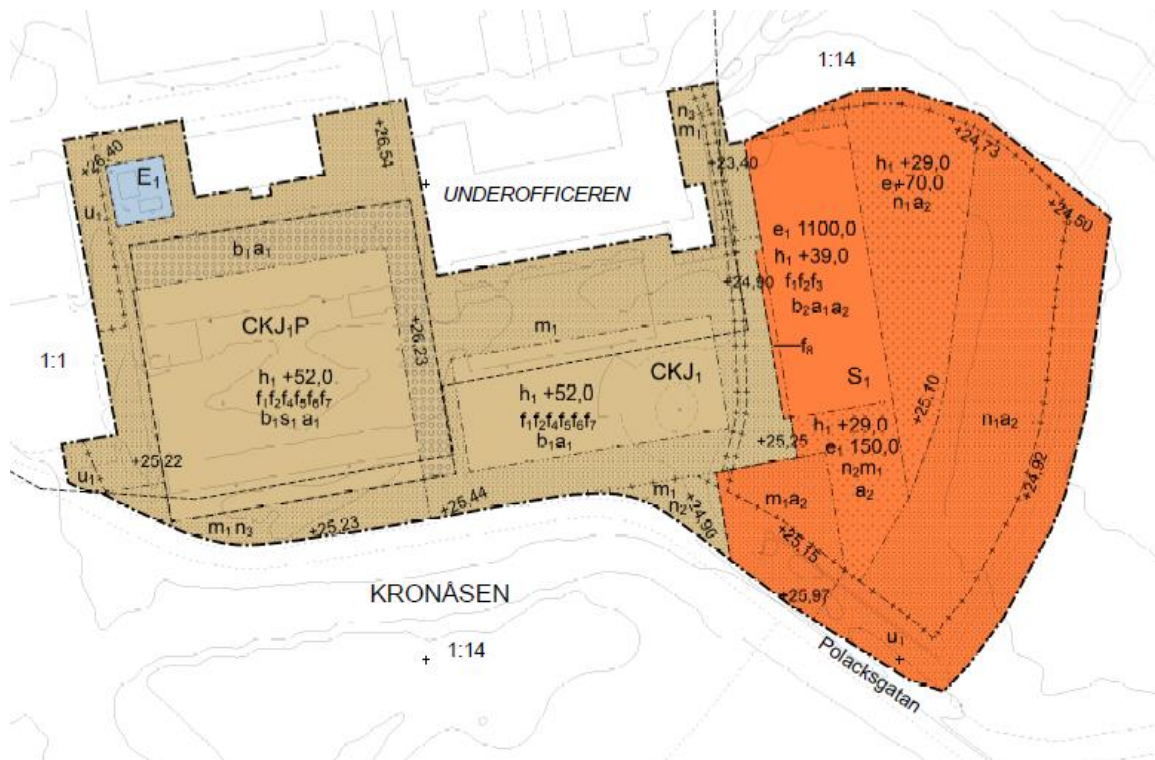 1:14
+26,40
+26,54
n₃
m₁
+24,73
+23,40
h₁ +29,0
e₁+70,0
n₁a₂
E₁
UNDEROFFICEREN
u₁
+24,50
e₁ 1100,0
h₁ +39,0
f₁f₂f₃
b₂a₁a₂
b₁a₁
+24,90
CKJ₁P
+26,23
m₁
f₈
1:1
CKJ₁
S₁
h₁ +52,0
f₁f₂f₄f₅f₆f₇
b₁s₁ a₁
h₁ +52,0
f₁f₂f₄f₅f₆f₇
b₁a₁
+25,10
n₁a₂
h₁ +29,0
e₁ 150,0
n₂m₁
a₂
+25,25
+25,22
u₁
+24,92
m₁
n₂
+24,90
m₁a₂
+25,44
m₁ n₃
+25,23
+25,15
KRONÅSEN
+25,97
1:14
u₁
Polacksgatan